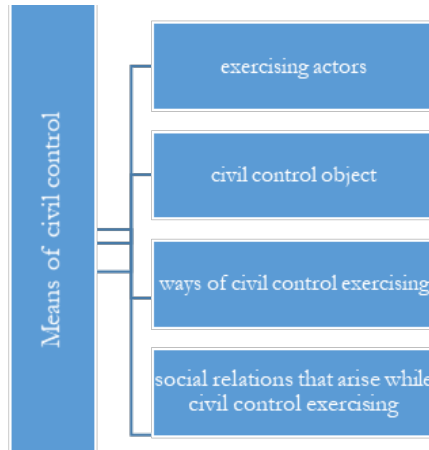 Means of civil control
exercising actors
civil control object
ways of civil control exercising
social relations that arise while
civil control exercising